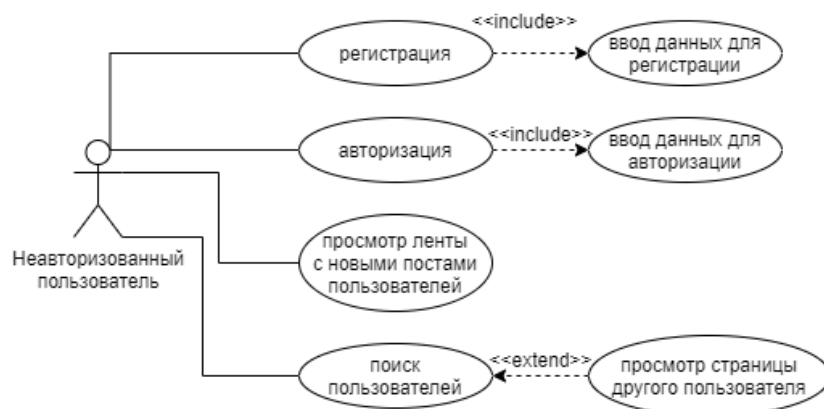 <<include>>
регистрация
ввод данных для
регистрации
<<include>>
авторизация
ввод данных для
авторизации
Неавторизованный
пользователь
просмотр ленты
с новыми постами
пользователей
<<extend>>
поиск
пользователей
просмотр страницы
другого пользователя